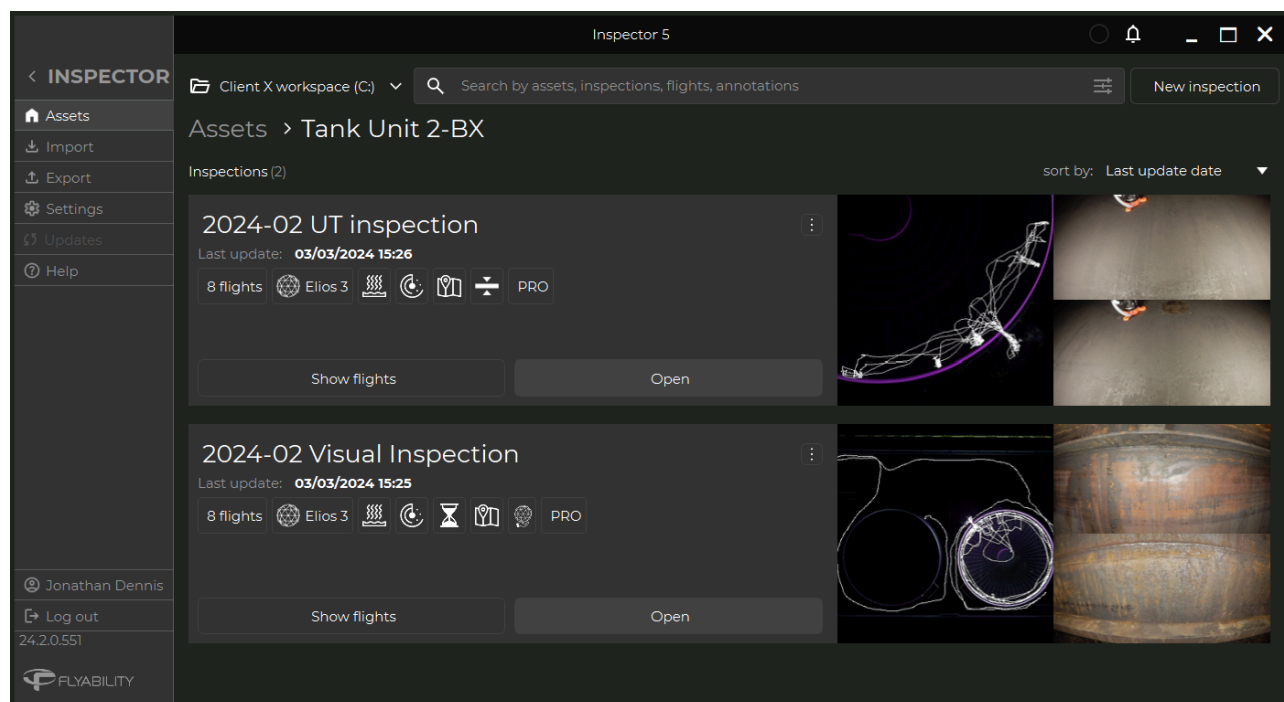 Inspector 5
INSPECTOR
Assets
Import
Export
Settings
Updates
Help
Jonathan Dennis
Log out
24.2.0.551
FLYABILITY
Client X workspace (C:)
Search by assets, inspections, flights, annotations
New inspection
Assets > Tank Unit 2-BX
Inspections (2)
sort by: Last update date
2024-02 UT inspection
Last update: 03/03/2024 15:26
8 flights Elios 3 PRO
Show flights Open
2024-02 Visual Inspection
Last update: 03/03/2024 15:25
8 flights Elios 3 PRO
Show flights Open